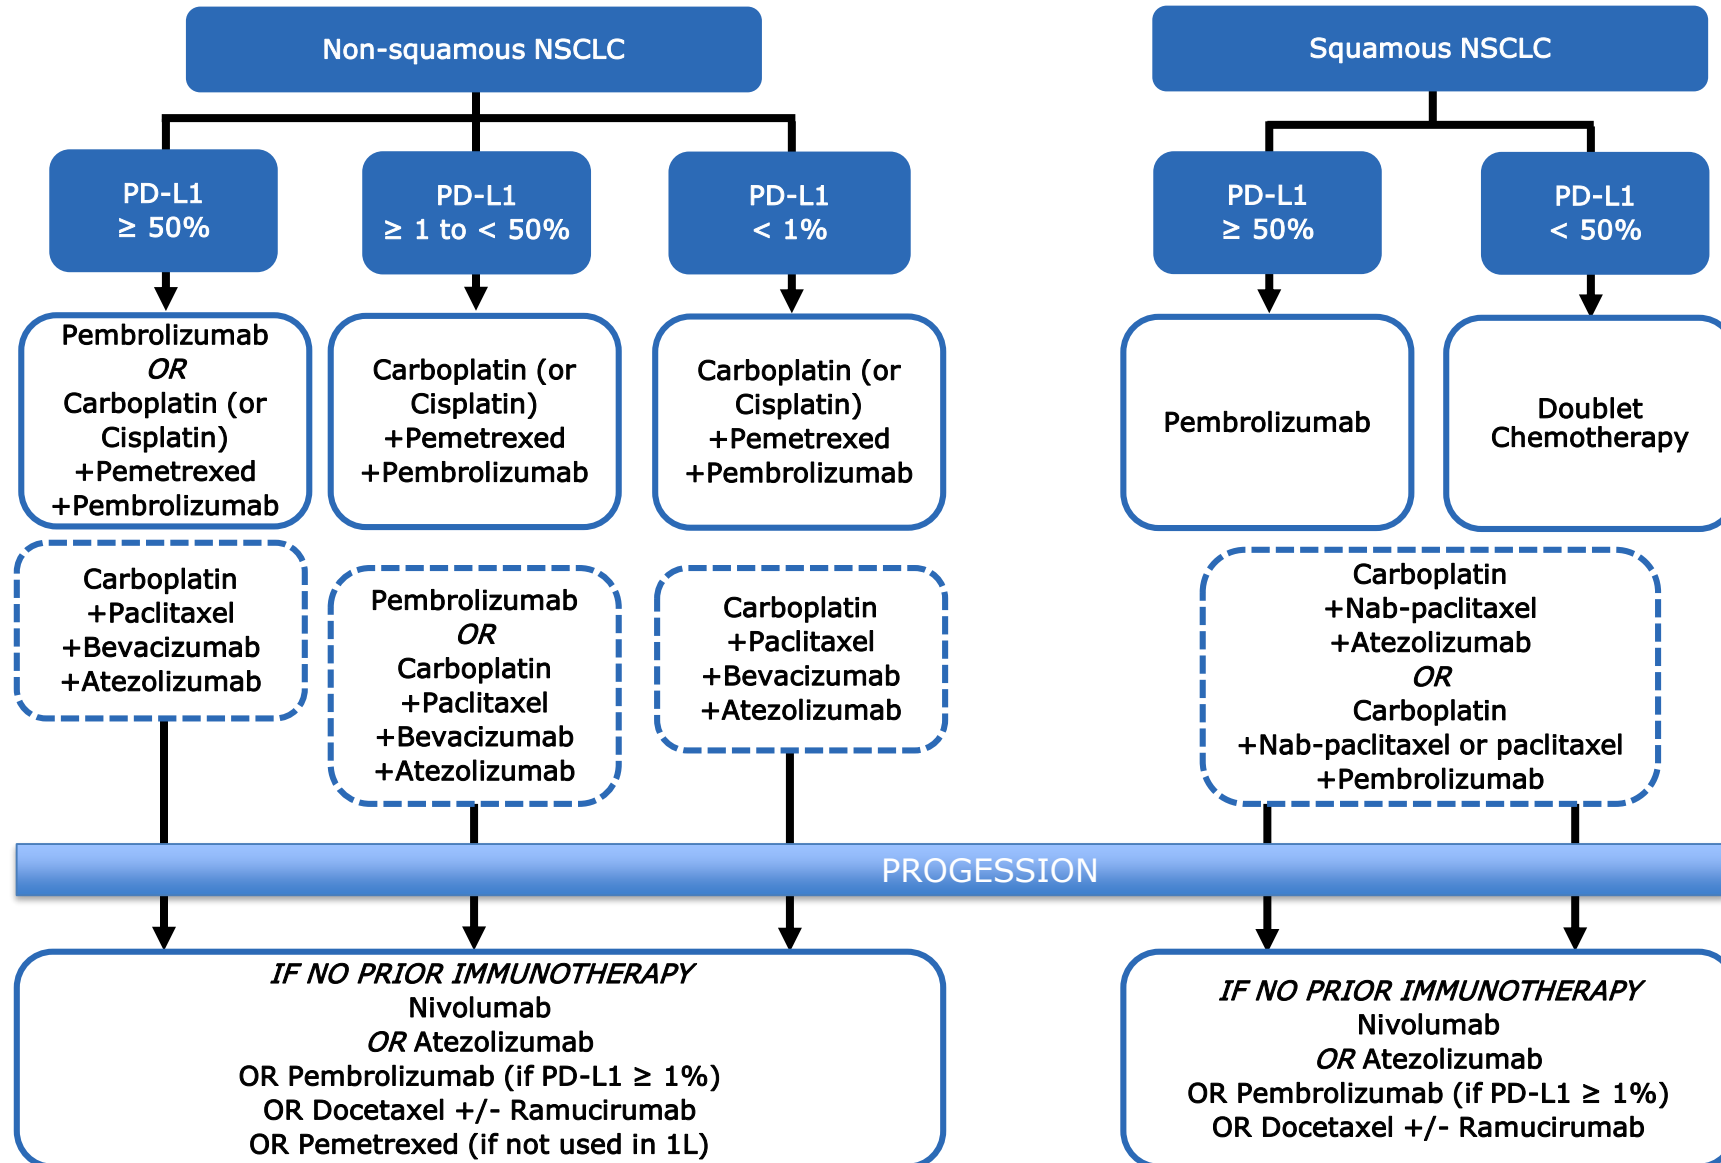 Non-squamous NSCLC
Squamous NSCLC
PD-L1
≥ 50%
PD-L1
≥ 1 to < 50%
PD-L1
< 1%
PD-L1
≥ 50%
PD-L1
< 50%
Pembrolizumab
OR
Carboplatin (or
Cisplatin)
+Pemetrexed
+Pembrolizumab
Carboplatin (or
Cisplatin)
+Pemetrexed
+Pembrolizumab
Carboplatin (or
Cisplatin)
+Pemetrexed
+Pembrolizumab
Pembrolizumab
Doublet
Chemotherapy
Carboplatin
+Paclitaxel
+Bevacizumab
+Atezolizumab
Pembrolizumab
OR
Carboplatin
+Paclitaxel
+Bevacizumab
+Atezolizumab
Carboplatin
+Paclitaxel
+Bevacizumab
+Atezolizumab
Carboplatin
+Nab-paclitaxel
+Atezolizumab
OR
Carboplatin
+Nab-paclitaxel or paclitaxel
+Pembrolizumab
PROGESSION
IF NO PRIOR IMMUNOTHERAPY
Nivolumab
OR Atezolizumab
OR Pembrolizumab (if PD-L1 ≥ 1%)
OR Docetaxel +/- Ramucirumab
OR Pemetrexed (if not used in 1L)
IF NO PRIOR IMMUNOTHERAPY
Nivolumab
OR Atezolizumab
OR Pembrolizumab (if PD-L1 ≥ 1%)
OR Docetaxel +/- Ramucirumab